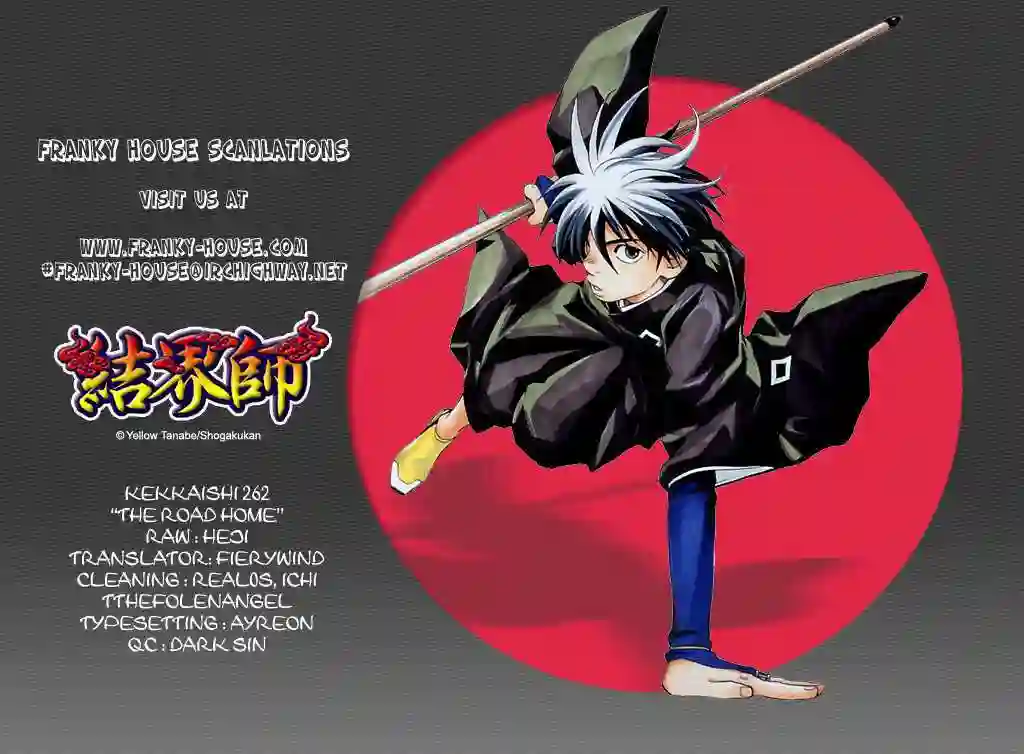 FRANKY HOUSE SCANLATIONS
VISIT US AT
WWW.FRANKY-HOUSE.COM
#FRANKY-HOUSE@IRCHIGHWAY.NET
結界師
© Yellow Tanabe/Shogakukan
KEKKAISHI 262
"THE ROAD HOME"
RAW : HEJI
TRANSLATOR: FIERYWIND
CLEANING : REAL0S, ICHI
TTHEFOLENANGEL
TYPESETTING : AYREON
QC : DARK SIN